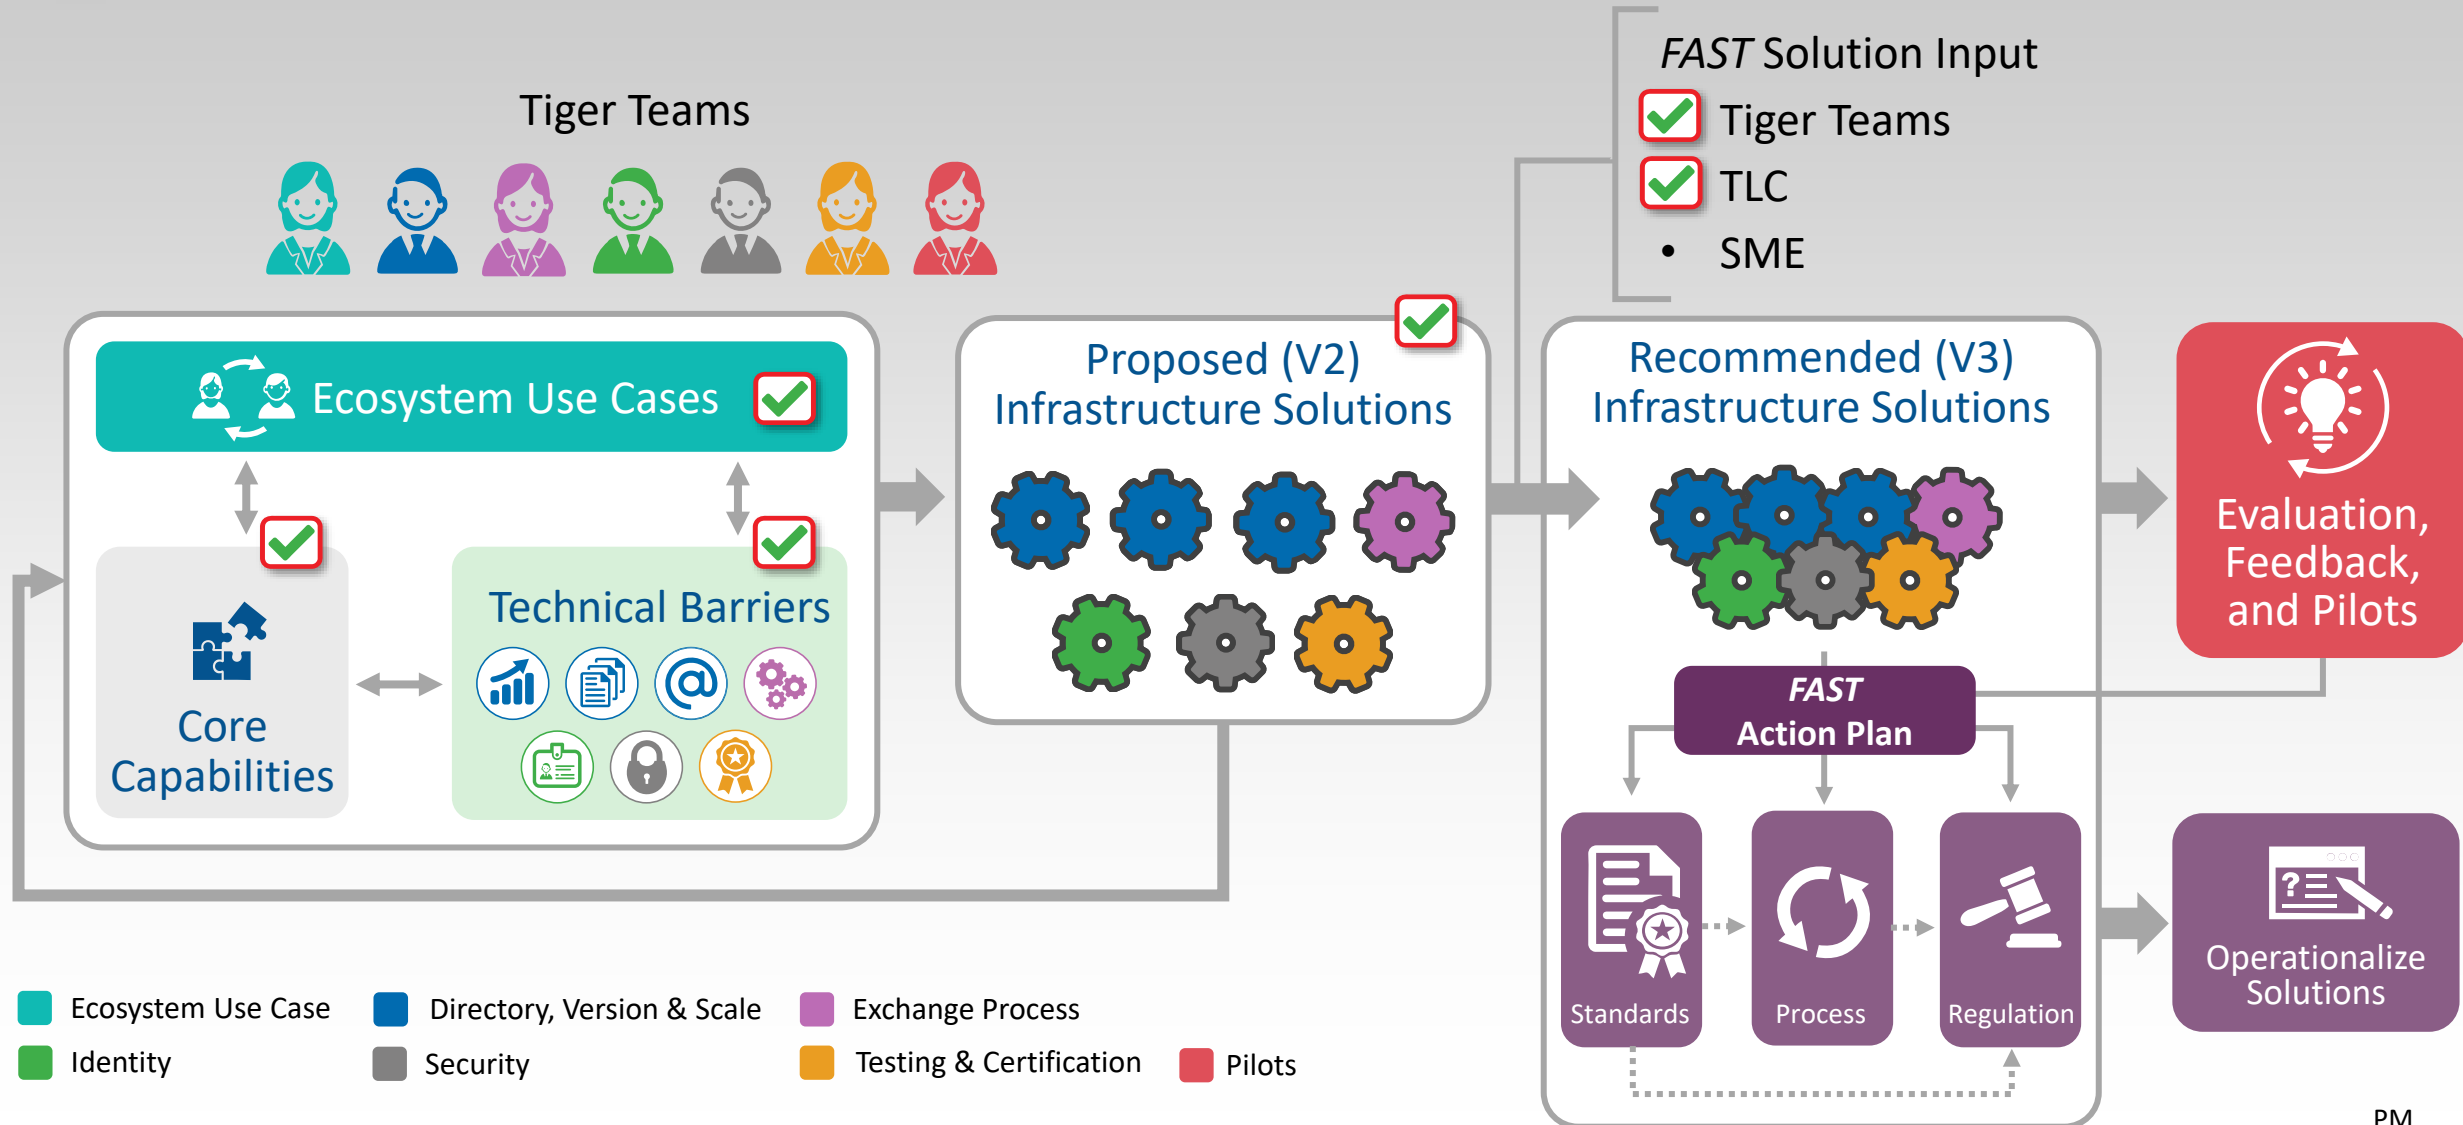 Tiger Teams
FAST Solution Input
Tiger Teams
TLC
• SME
Ecosystem Use Cases
Core
Capabilities
Technical Barriers
@
Proposed (V2)
Infrastructure Solutions
Recommended (V3)
Infrastructure Solutions
FAST
Action Plan
Standards
Process
Regulation
Evaluation,
Feedback,
and Pilots
?
Operationalize
Solutions
Ecosystem Use Case
Directory, Version & Scale
Exchange Process
Identity
Security
Testing & Certification
Pilots
PM